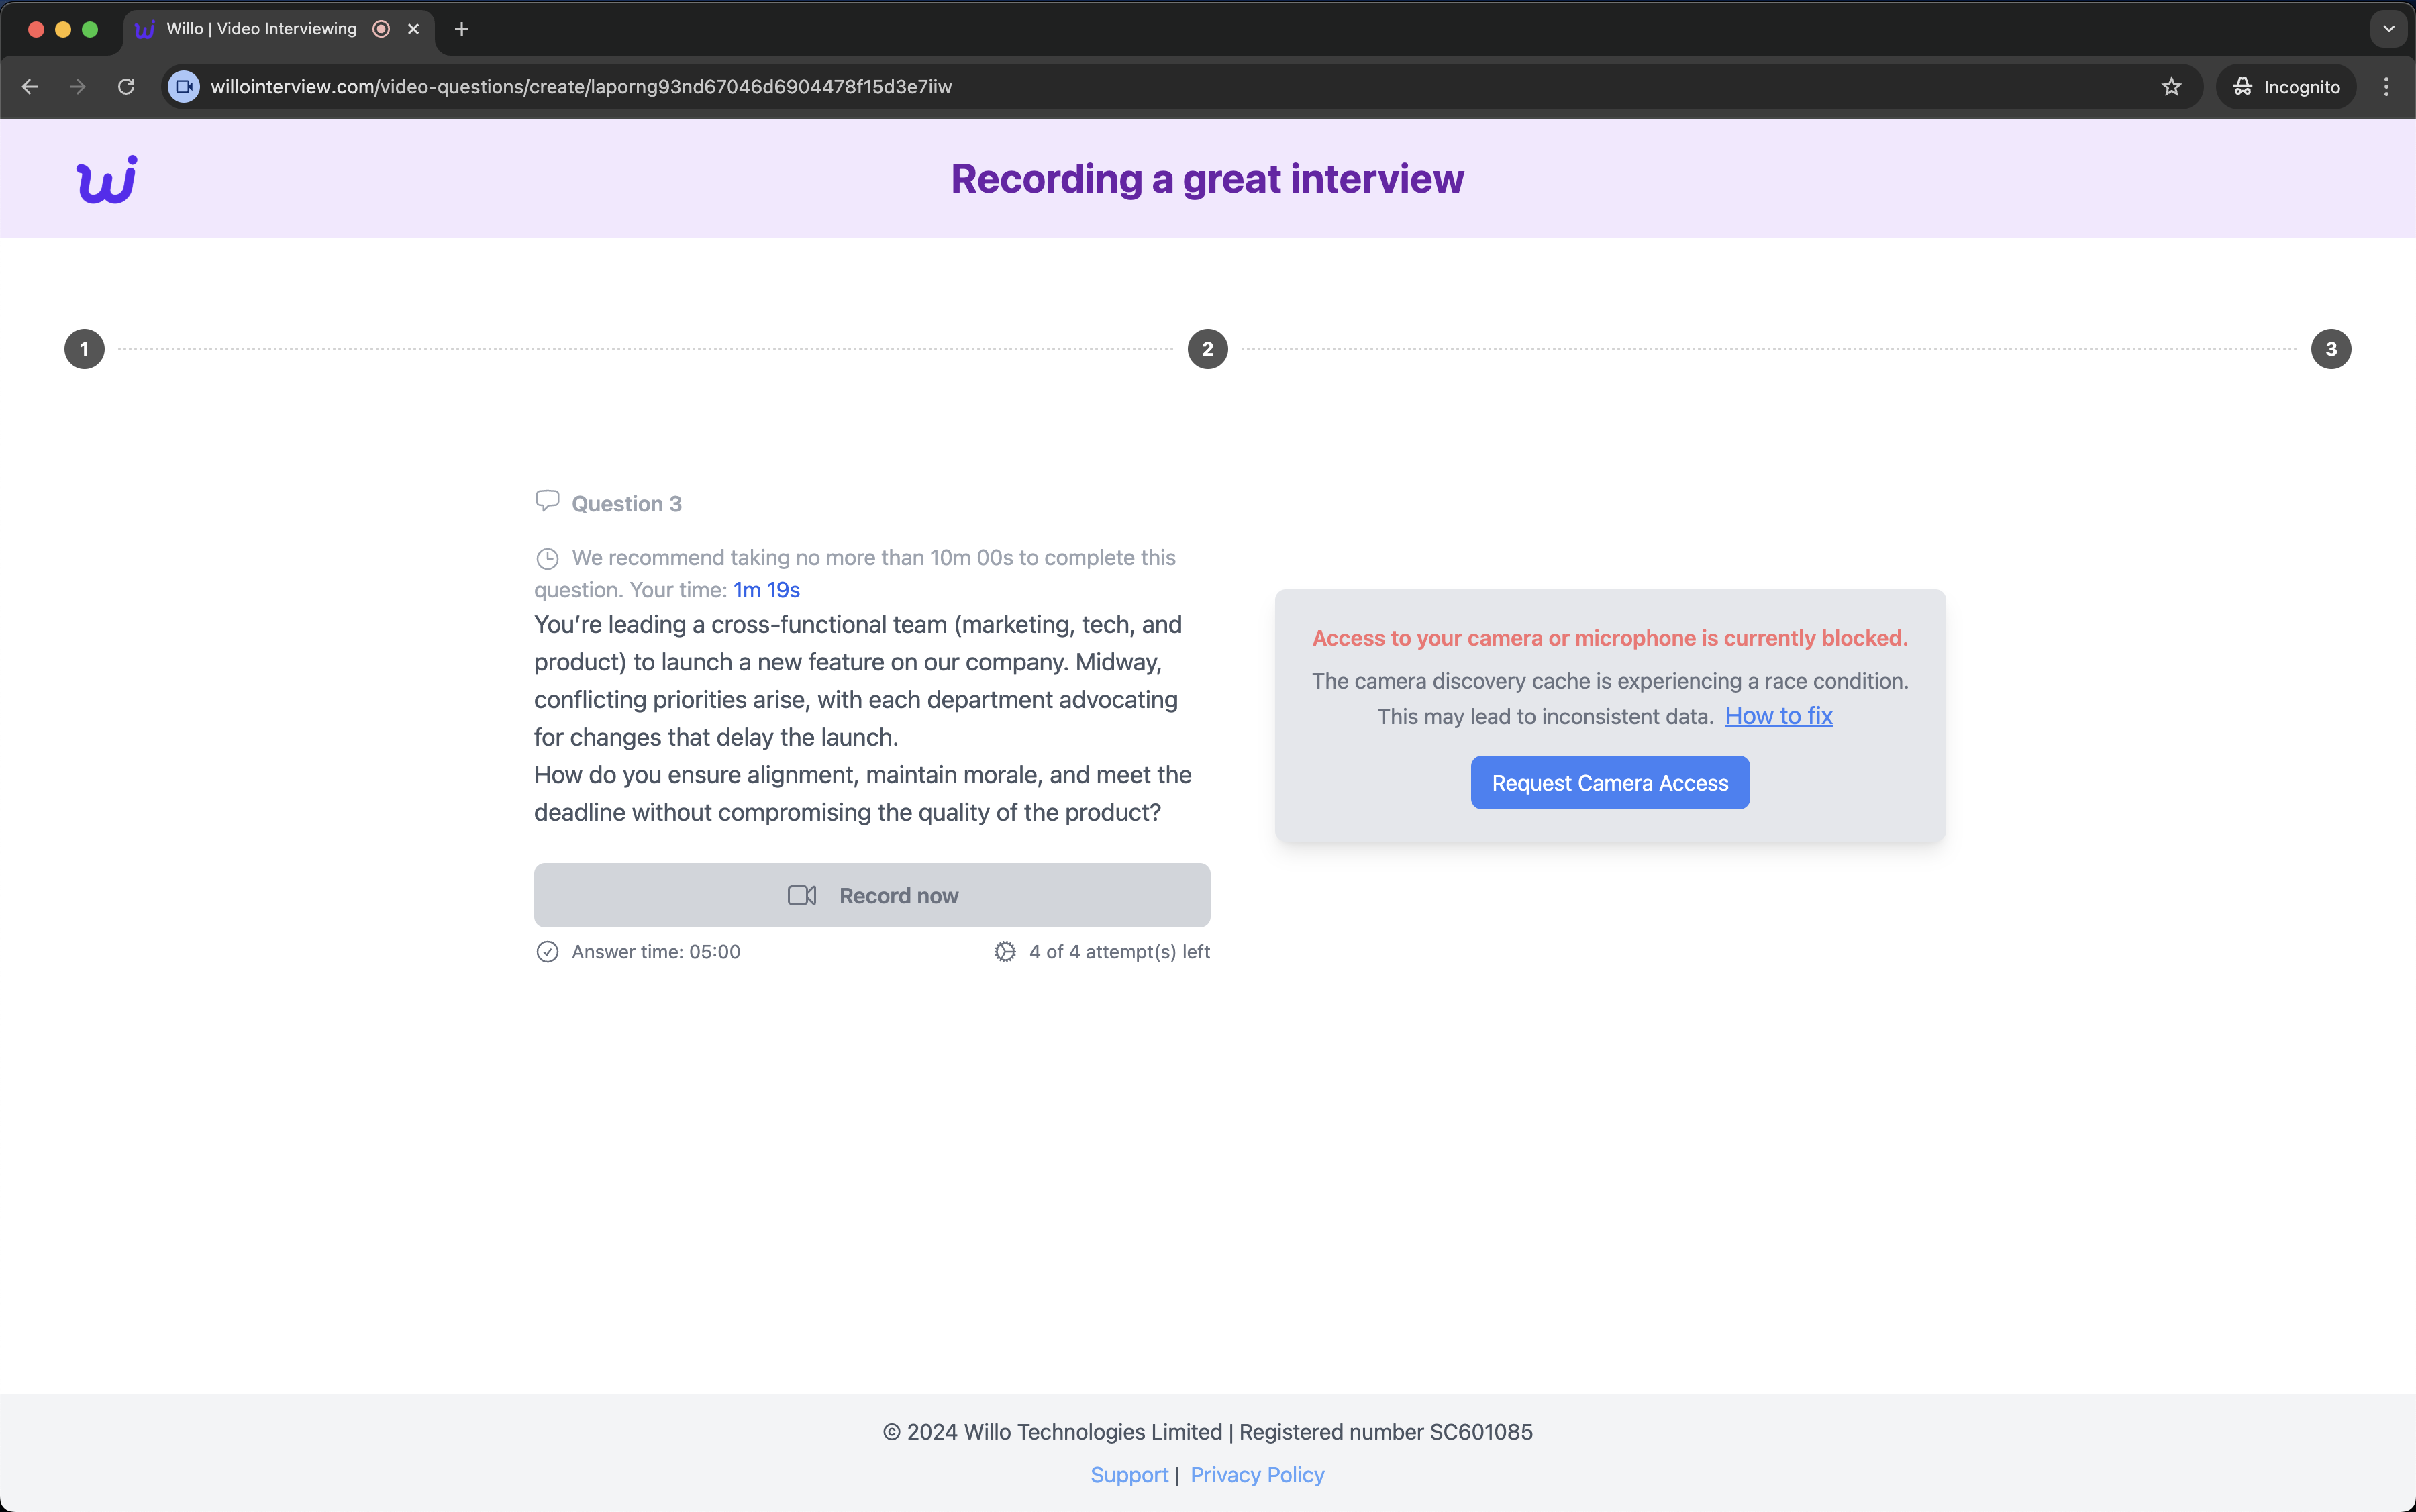 Willo | Video Interviewing
willointerview.com/video-questions/create/laporng93nd67046d6904478f15d3e7iiw
Incognito
wi
Recording a great interview
1
2
3
Question 3
We recommend taking no more than 10m 00s to complete this
question. Your time: 1m 19s
You’re leading a cross-functional team (marketing, tech, and
product) to launch a new feature on our company. Midway,
conflicting priorities arise, with each department advocating
for changes that delay the launch.
How do you ensure alignment, maintain morale, and meet the
deadline without compromising the quality of the product?
Record now
Answer time: 05:00
4 of 4 attempt(s) left
Access to your camera or microphone is currently blocked.
The camera discovery cache is experiencing a race condition.
This may lead to inconsistent data. How to fix
Request Camera Access
© 2024 Willo Technologies Limited | Registered number SC601085
Support | Privacy Policy